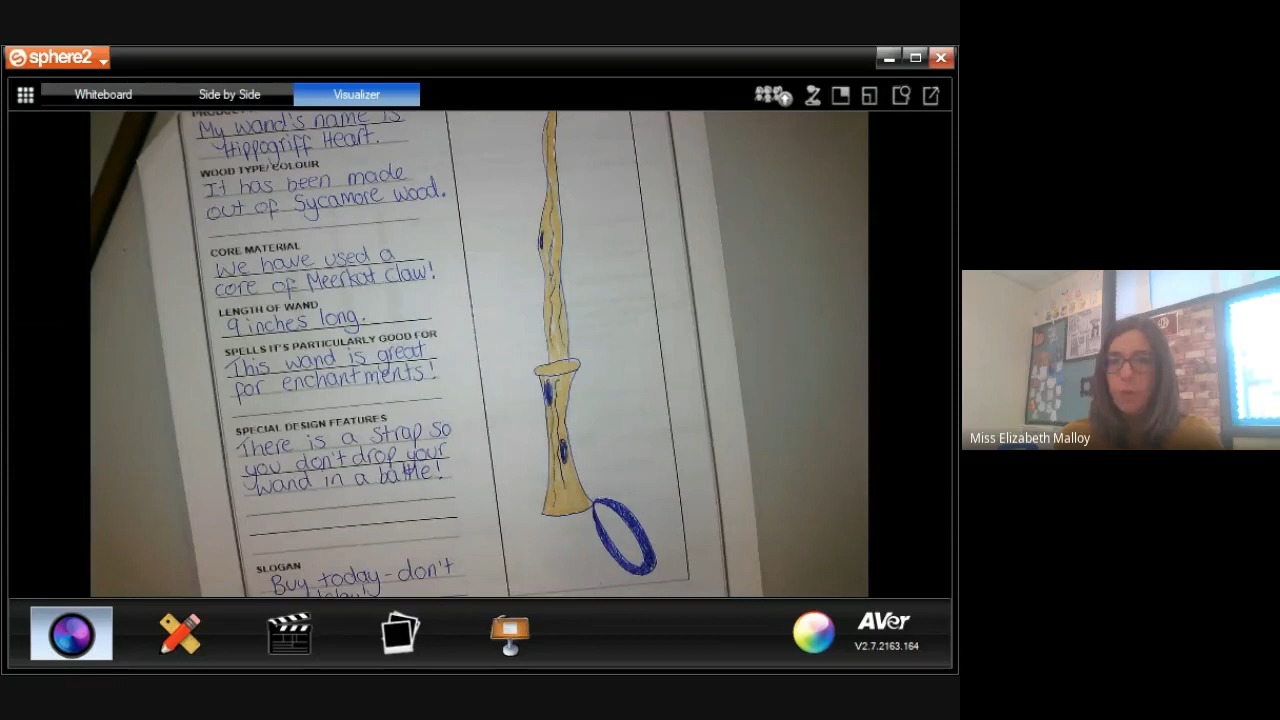 sphere2
Whiteboard
Side by Side
Visualizer
My wand's name is
Hippogriff Heart.
WOOD TYPE/COLOUR
It has been made
out of Sycamore wood.
CORE MATERIAL
We have used a
core of Meerkat claw!
LENGTH OF WAND
9 inches long.
SPELLS IT'S PARTICULARLY GOOD FOR
This wand is great
for enchantments!
SPECIAL DESIGN FEATURES
There is a strap so
you don't drop your
wand in a battle!
SLOGAN
Buy today - don't
AVer
V2.7.2163.164
Miss Elizabeth Malloy